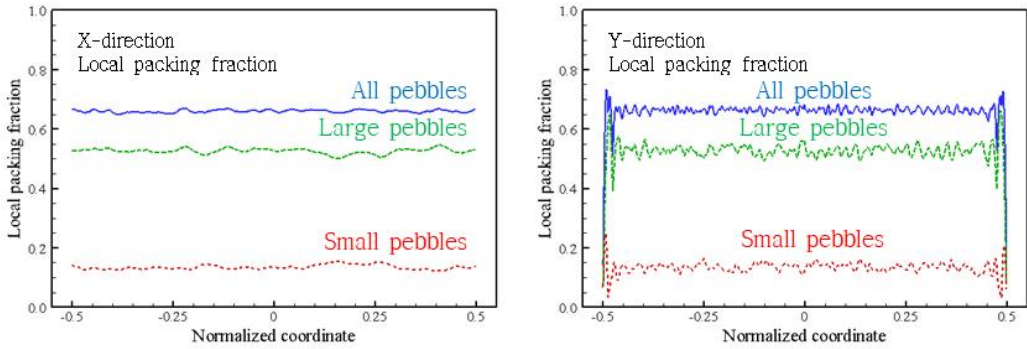 1.0
0.8
0.6
0.4
0.2
0.0
Local packing fraction
X-direction
Local packing fraction
All pebbles
Large pebbles
Small pebbles
-0.5
-0.25
0
0.25
0.5
Normalized coordinate
1.0
0.8
0.6
0.4
0.2
0.0
Local packing fraction
Y-direction
Local packing fraction
All pebbles
Large pebbles
Small pebbles
-0.5
-0.25
0
0.25
0.5
Normalized coordinate